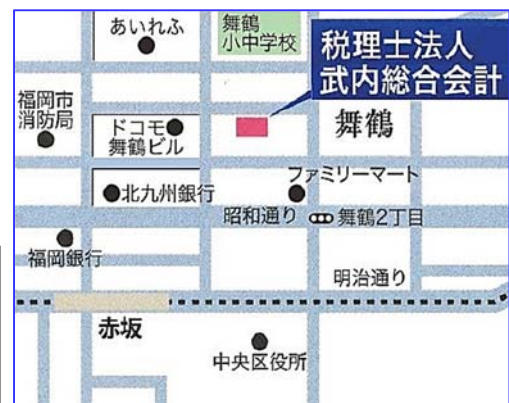 あいれふ
舞鶴
小中学校
税理士法人
武内総合会計
福岡市
消防局
ドコモ
舞鶴ビル
舞鶴
ファミリーマート
北九州銀行
昭和通り
舞鶴2丁目
福岡銀行
明治通り
赤坂
中央区役所